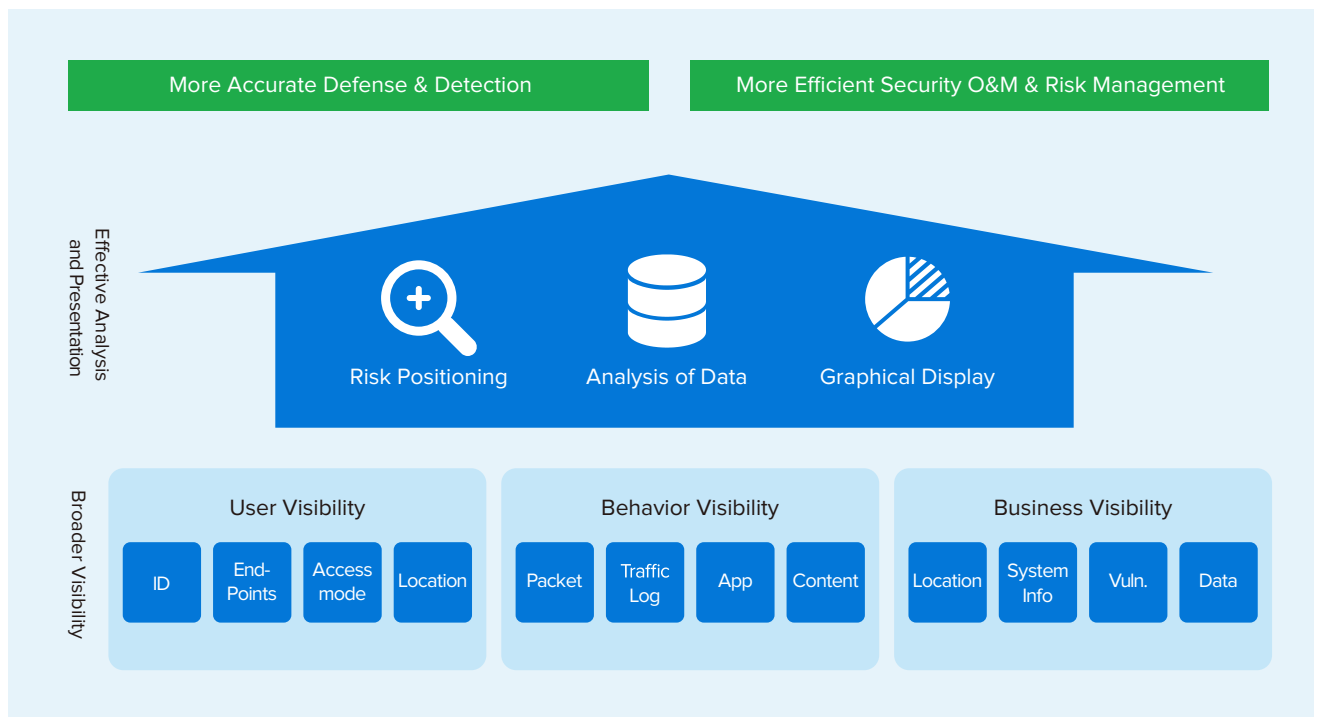 More Accurate Defense & Detection
More Efficient Security O&M & Risk Management
Effective Analysis
and Presentation
Risk Positioning
Analysis of Data
Graphical Display
Broader Visibility
User Visibility
ID
End-
Points
Access
mode
Location
Behavior Visibility
Packet
Traffic
Log
App
Content
Business Visibility
Location
System
Info
Vuln.
Data